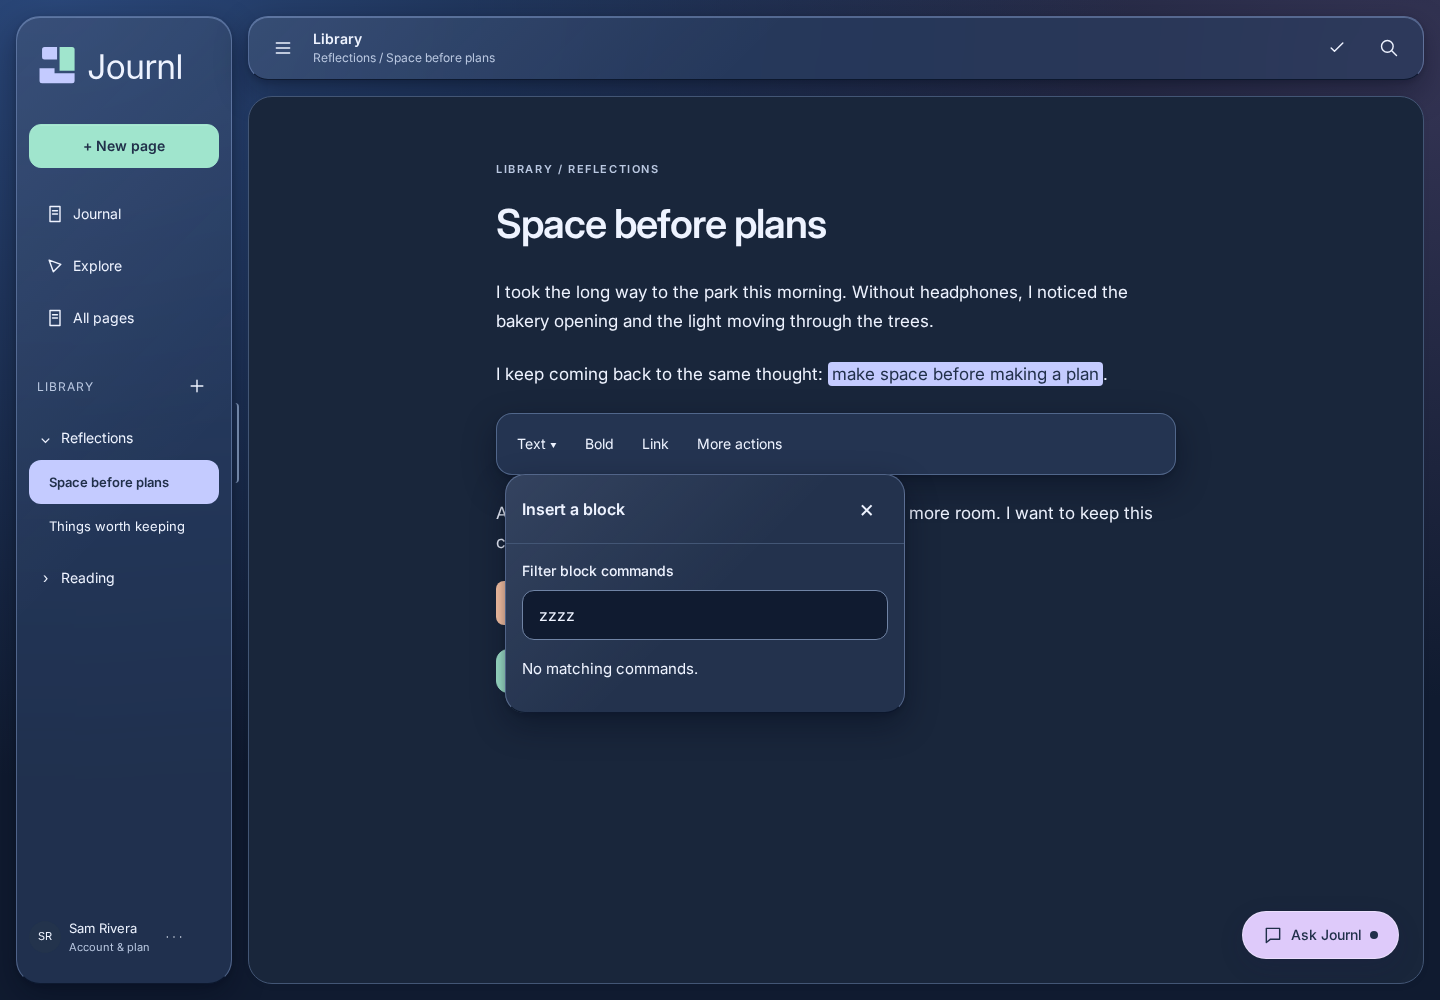 Journl
+ New page
Journal
Explore
All pages
LIBRARY
Reflections
Space before plans
Things worth keeping
Reading
SR
Sam Rivera
Account & plan
Library
Reflections / Space before plans
LIBRARY / REFLECTIONS
Space before plans
I took the long way to the park this morning. Without headphones, I noticed the
bakery opening and the light moving through the trees.
I keep coming back to the same thought: make space before making a plan.
Text ▾ Bold Link More actions
more room. I want to keep this
Insert a block
Filter block commands
zzzz
No matching commands.
Ask Journl